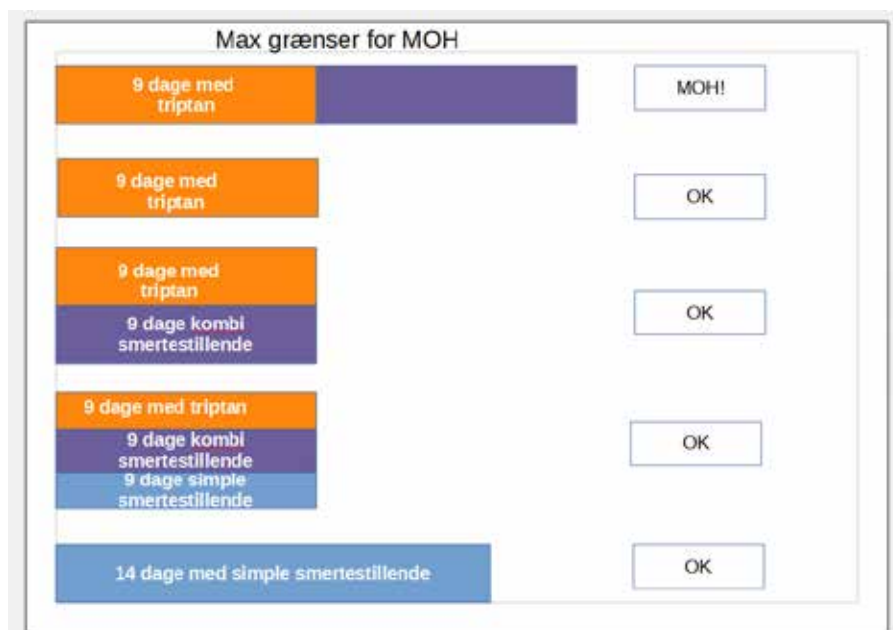 Max grænser for MOH
9 dage med
triptan
MOH!
9 dage med
triptan
OK
9 dage med
triptan
9 dage kombi
smertestillende
OK
9 dage med triptan
9 dage kombi
smertestillende
9 dage simple
smertestillende
OK
14 dage med simple smertestillende
OK